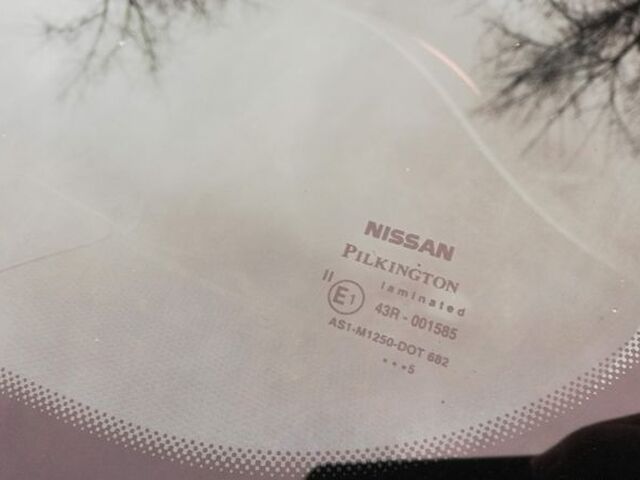 NISSAN
PILKINGTON
laminated
II E1 43R - 001585
AS1-M1250-DOT 682
•••5